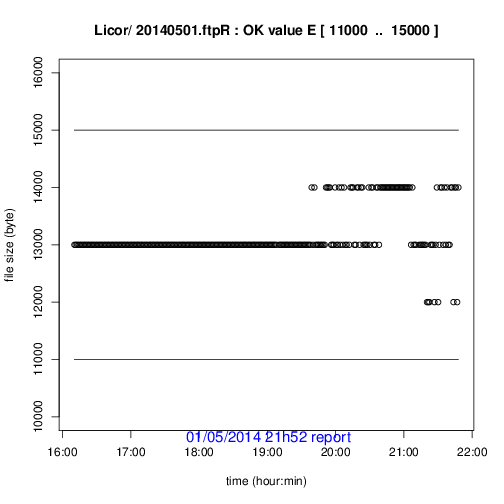 Licor/ 20140501.ftpR : OK value E [ 11000 .. 15000 ]
file size (byte)
16000
15000
14000
13000
12000
11000
10000
01/05/2014 21h52 report
16:00 17:00 18:00 19:00 20:00 21:00 22:00
time (hour:min)